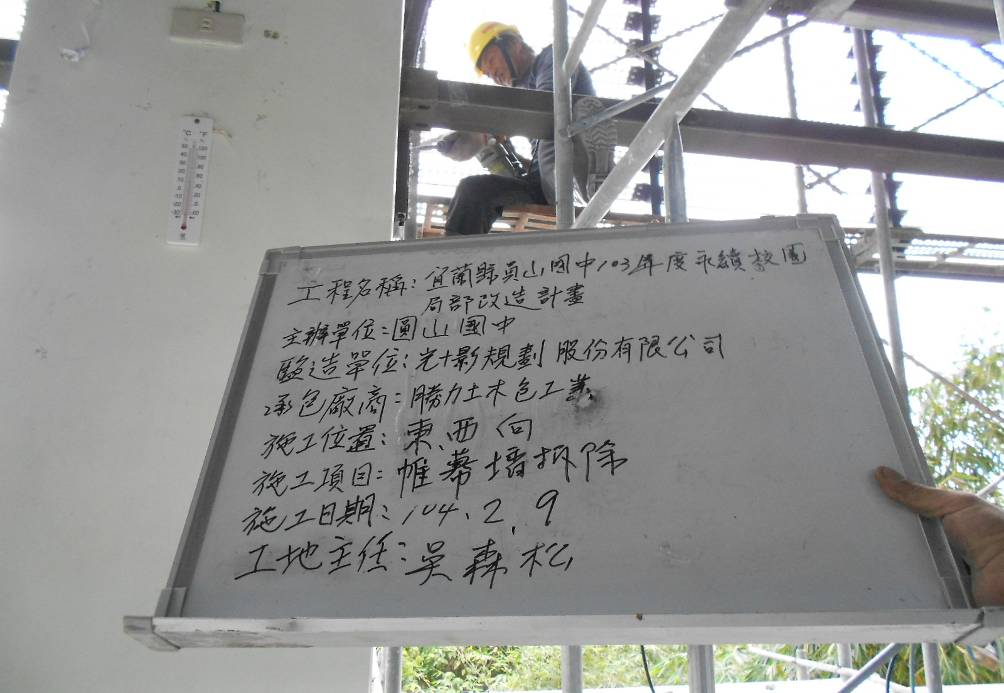 工程名稱:宜蘭縣員山國中103年度永續校園
局部改造計畫
主辦單位:員山國中
監造單位:光十影規劃股份有限公司
承包廠商:勝力土木包工業
施工位置:東.西向
施工項目:帷幕墻拆除
施工日期:104.2.9
工地主任:吳森松
°C °F